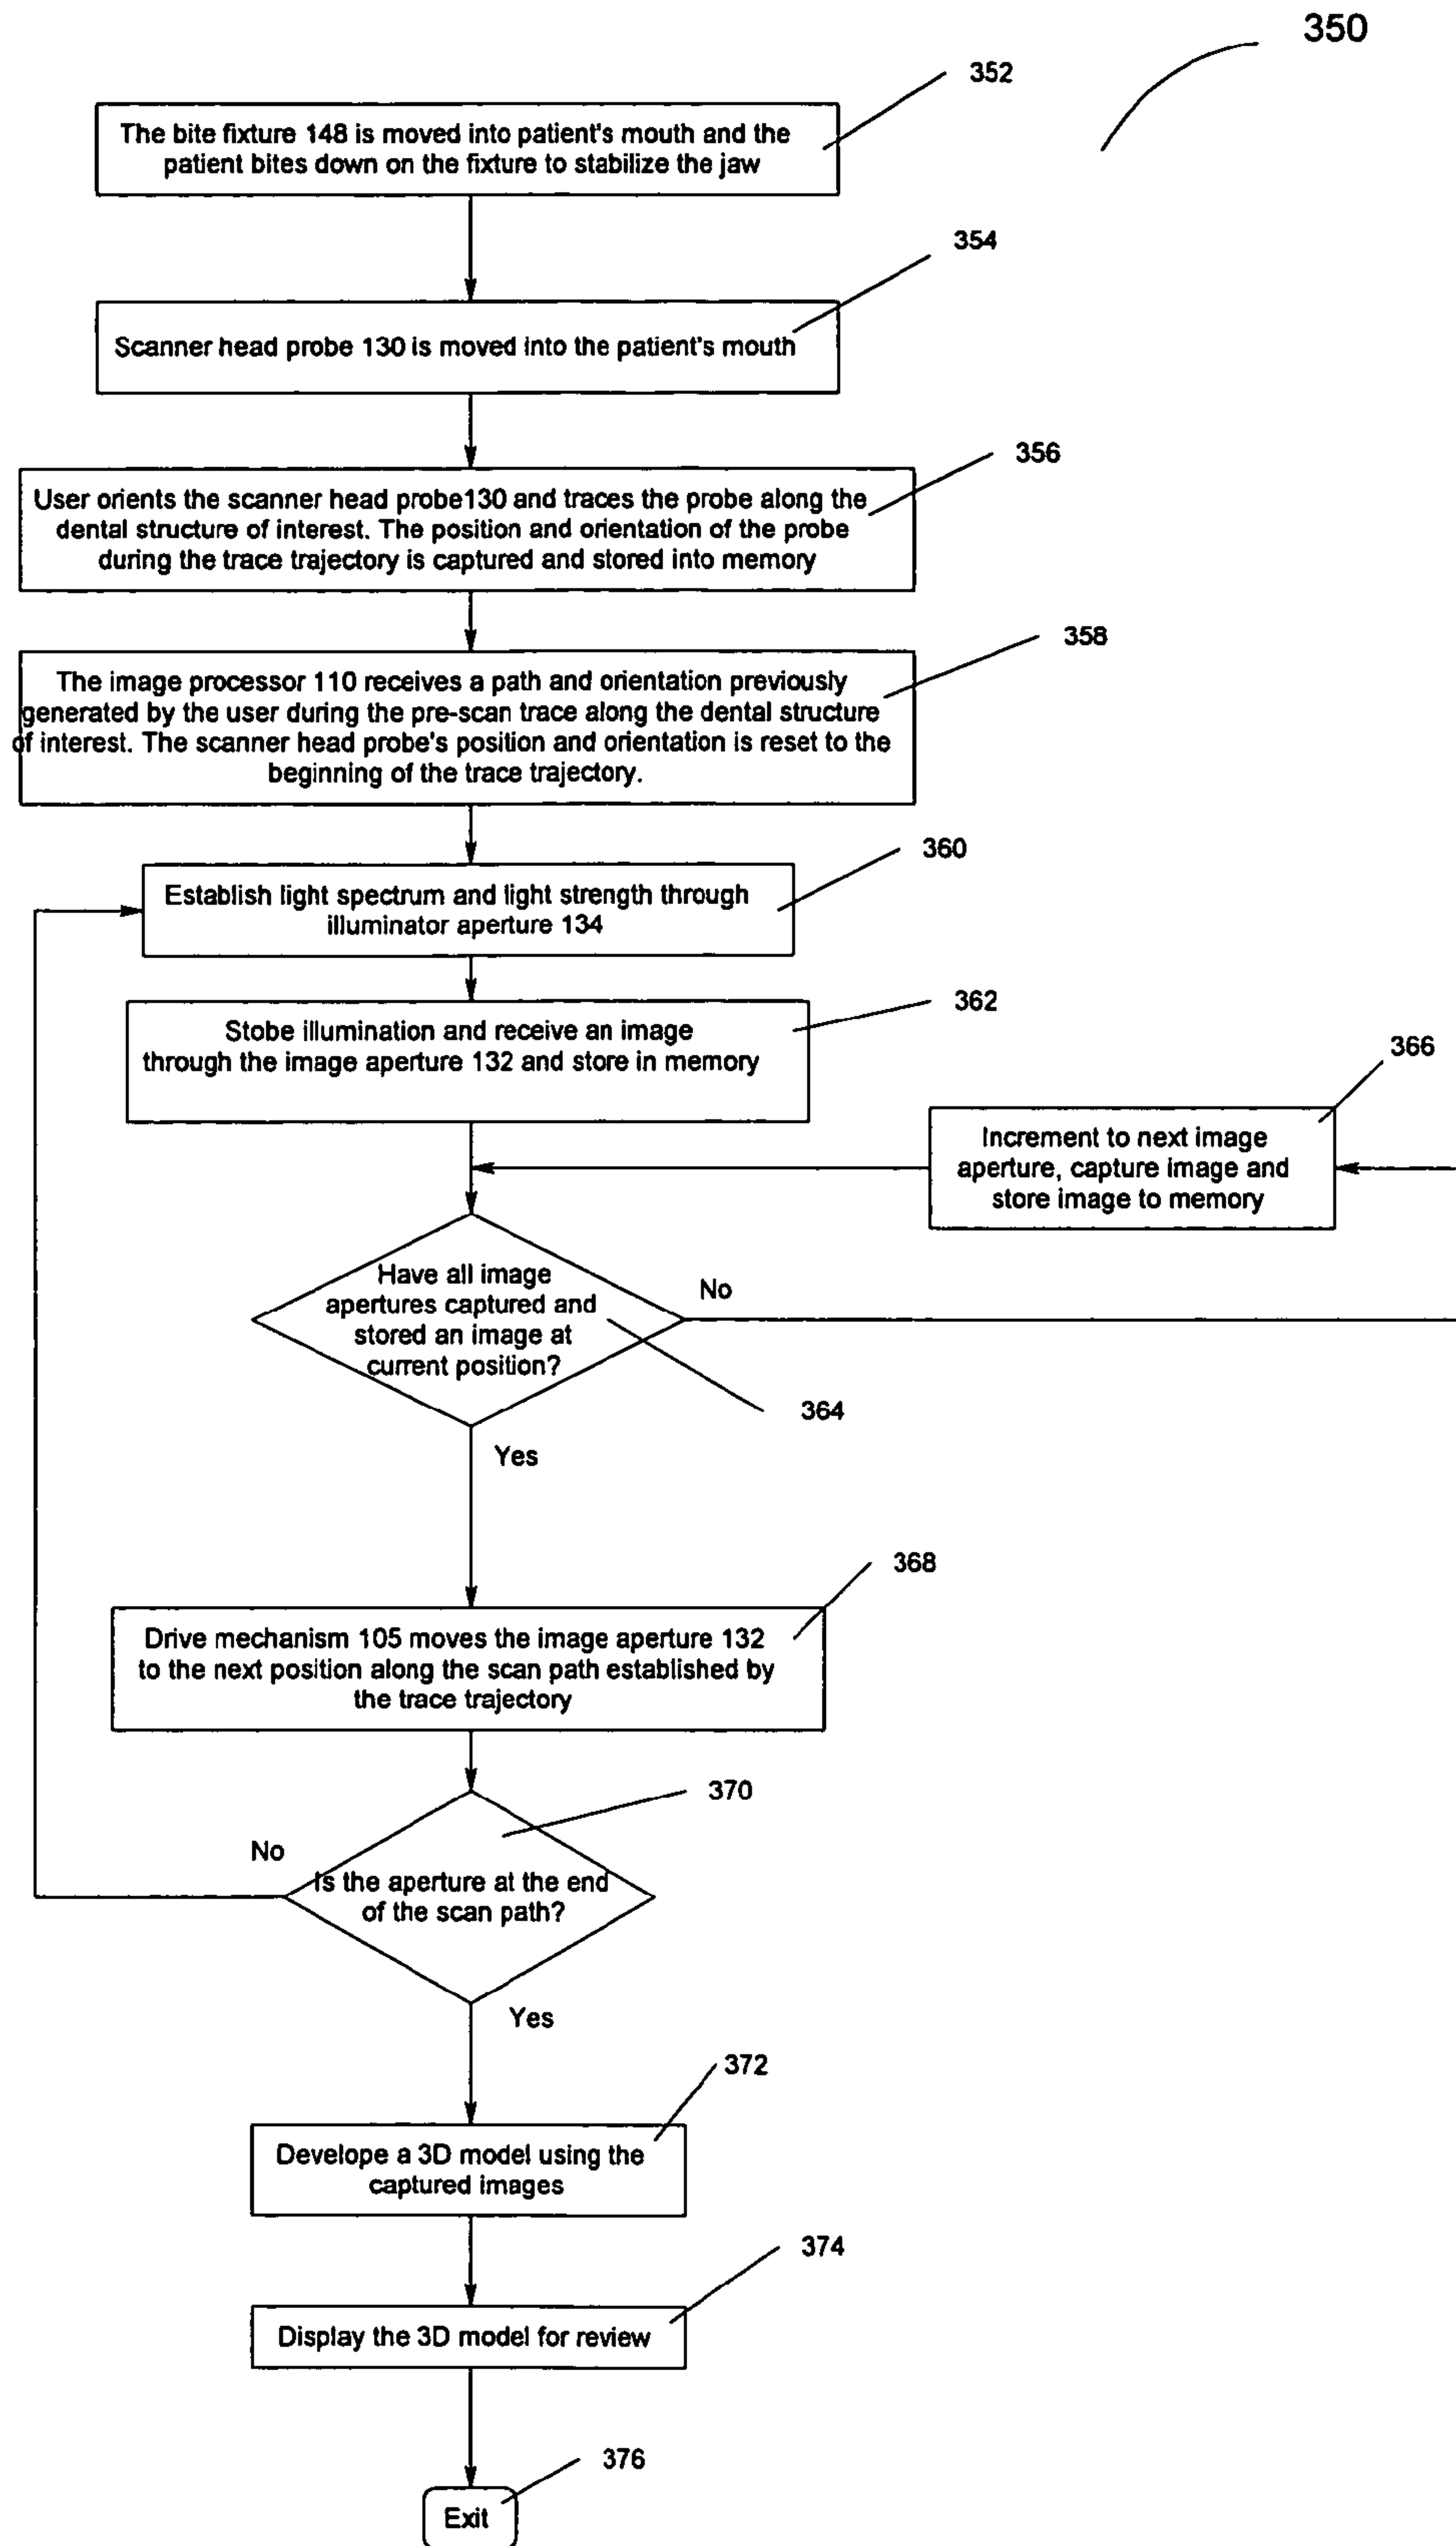 350
352
The bite fixture 148 is moved into patient's mouth and the
patient bites down on the fixture to stabilize the jaw
354
Scanner head probe 130 is moved into the patient's mouth
356
User orients the scanner head probe130 and traces the probe along the
dental structure of interest. The position and orientation of the probe
during the trace trajectory is captured and stored into memory
358
The image processor 110 receives a path and orientation previously
generated by the user during the pre-scan trace along the dental structure
of interest. The scanner head probe's position and orientation is reset to the
beginning of the trace trajectory.
360
Establish light spectrum and light strength through
illuminator aperture 134
362
Stobe illumination and receive an image
through the image aperture 132 and store in memory
366
Increment to next image
aperture, capture image and
store image to memory
Have all image
apertures captured and
stored an image at
current position?
No
364
Yes
368
Drive mechanism 105 moves the image aperture 132
to the next position along the scan path established by
the trace trajectory
370
No
Is the aperture at the end
of the scan path?
Yes
372
Develope a 3D model using the
captured images
374
Display the 3D model for review
376
Exit